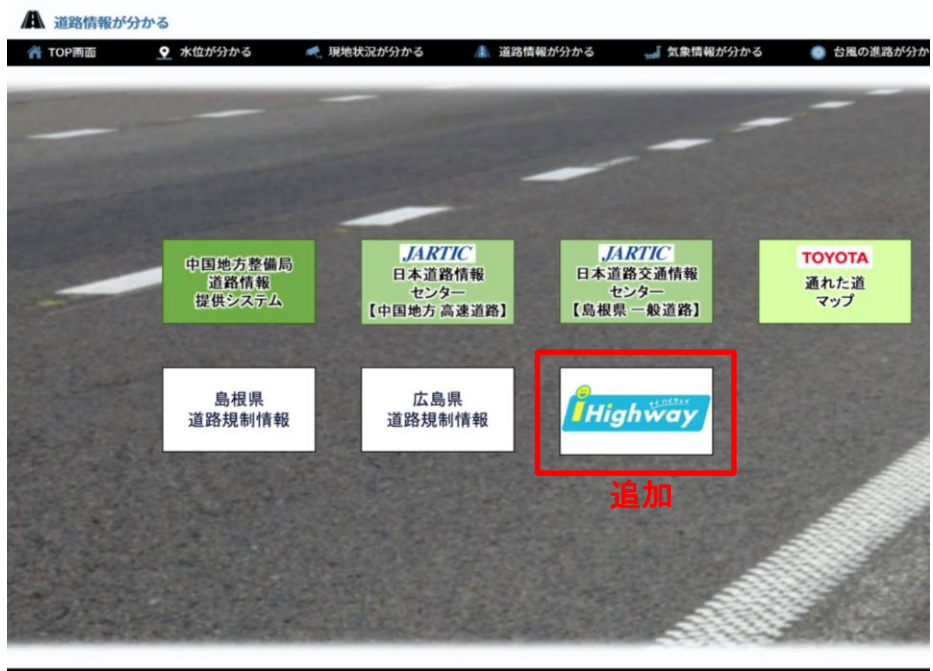 道路情報が分かる
TOP画面 水位が分かる 現地状況が分かる 道路情報が分かる 気象情報が分かる 台風の進路が分か
中国地方整備局
道路情報
提供システム
JARTIC
日本道路情報
センター
【中国地方 高速道路】
JARTIC
日本道路交通情報
センター
【島根県 一般道路】
TOYOTA
通れた道
マップ
島根県
道路規制情報
広島県
道路規制情報
アイハイウェイ
iHighway
追加